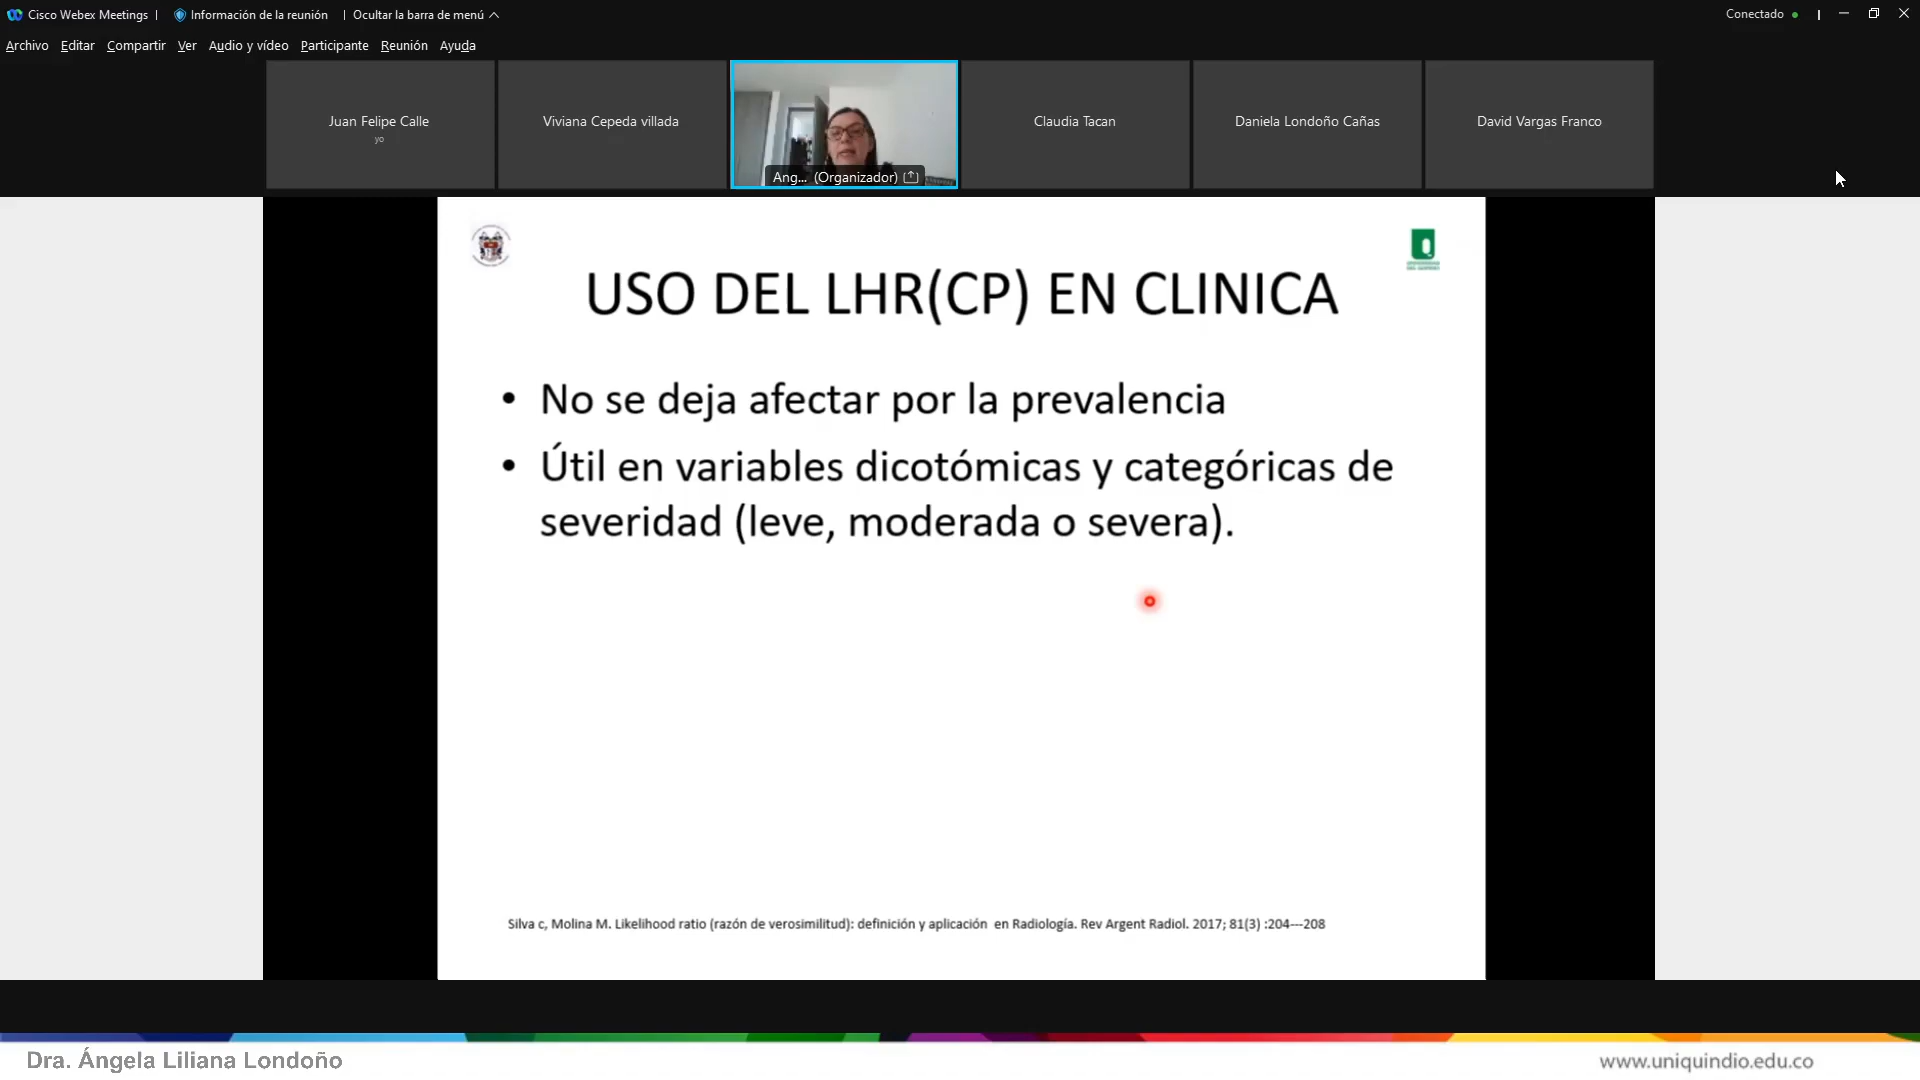 Cisco Webex Meetings | Información de la reunión | Ocultar la barra de menú
Conectado
Archivo Editar Compartir Ver Audio y vídeo Participante Reunión Ayuda
Juan Felipe Calle
yo
Viviana Cepeda villada
Ang... (Organizador)
Claudia Tacan
Daniela Londoño Cañas
David Vargas Franco
USO DEL LHR(CP) EN CLINICA
• No se deja afectar por la prevalencia
• Útil en variables dicotómicas y categóricas de
severidad (leve, moderada o severa).
Silva c, Molina M. Likelihood ratio (razón de verosimilitud): definición y aplicación en Radiología. Rev Argent Radiol. 2017; 81(3) :204---208
Dra. Ángela Liliana Londoño
www.uniquindio.edu.co